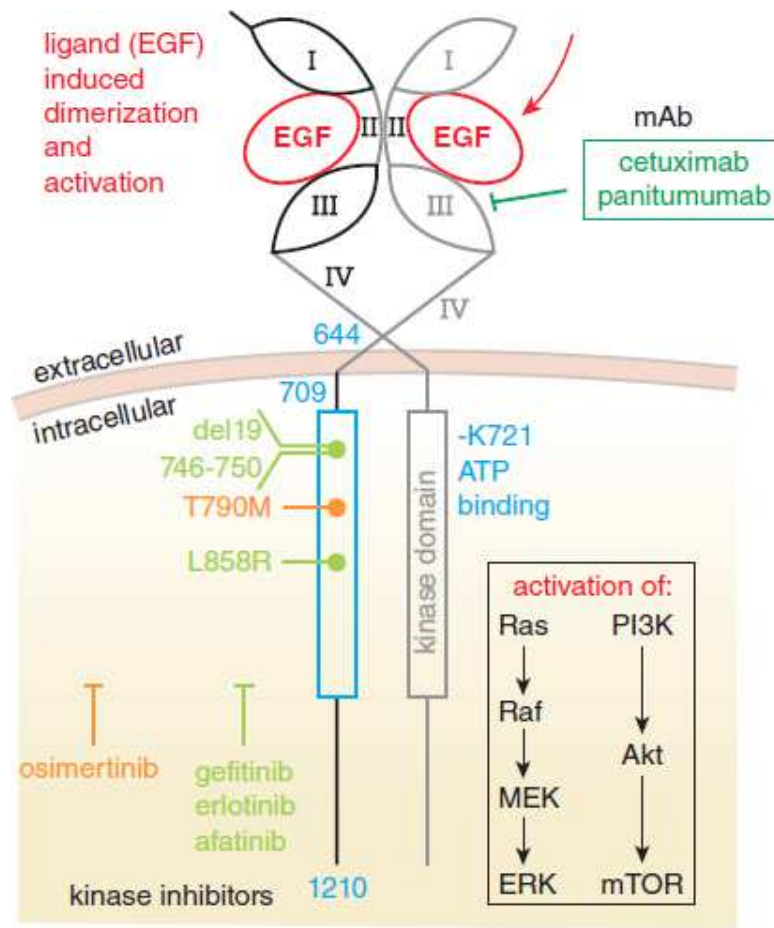 ligand (EGF)
induced
dimerization
and
activation
I
I
EGF
II
II
EGF
III
III
IV
IV
mAb
cetuximab
panitumumab
644
extracellular
intracellular
709
del19
746-750
T790M
L858R
-K721
ATP
binding
kinase domain
activation of:
Ras
PI3K
Raf
Akt
MEK
ERK
mTOR
osimertinib
gefitinib
erlotinib
afatinib
kinase inhibitors
1210